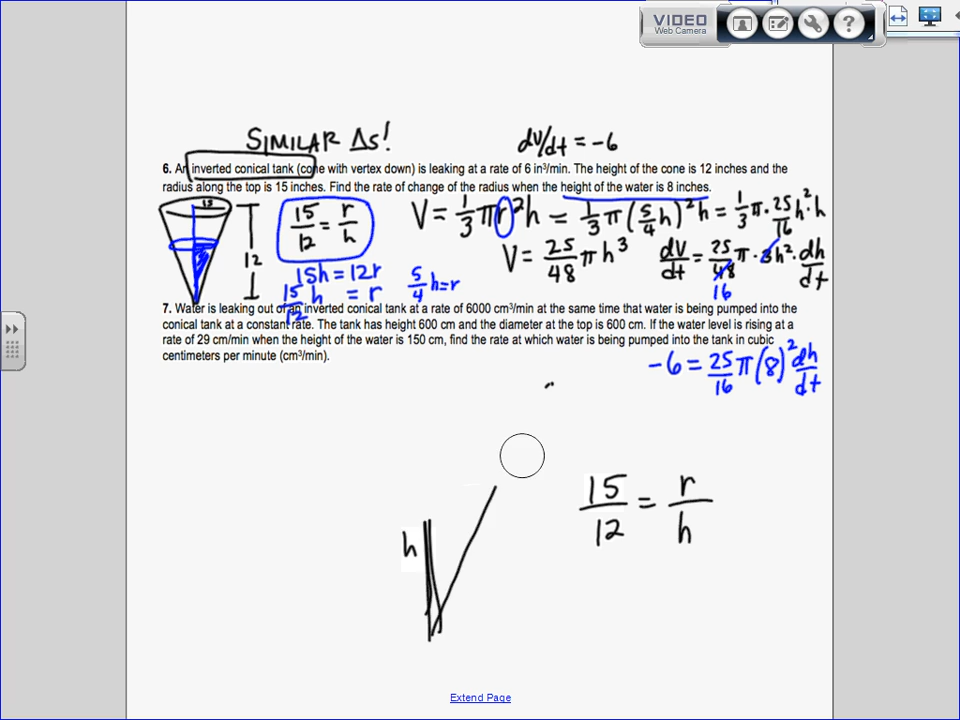 VIDEO
Web Camera
SIMILAR Δs!
dv/dt = -6
6. An inverted conical tank (cone with vertex down) is leaking at a rate of 6 in³/min. The height of the cone is 12 inches and the
radius along the top is 15 inches. Find the rate of change of the radius when the height of the water is 8 inches.
15
12
15/12 = r/h
V = 1/3 πr²h = 1/3 π(5/4 h)²h = 1/3 π · 25/16 h² · h
V = 25/48 πh³
dV/dt = 25/48 π · 3h² · dh/dt
16
15h = 12r
15/12 h = r
5/4 h = r
7. Water is leaking out of an inverted conical tank at a rate of 6000 cm³/min at the same time that water is being pumped into the
conical tank at a constant rate. The tank has height 600 cm and the diameter at the top is 600 cm. If the water level is rising at a
rate of 29 cm/min when the height of the water is 150 cm, find the rate at which water is being pumped into the tank in cubic
centimeters per minute (cm³/min).
-6 = 25/16 π(8)² dh/dt
h
15/12 = r/h
Extend Page